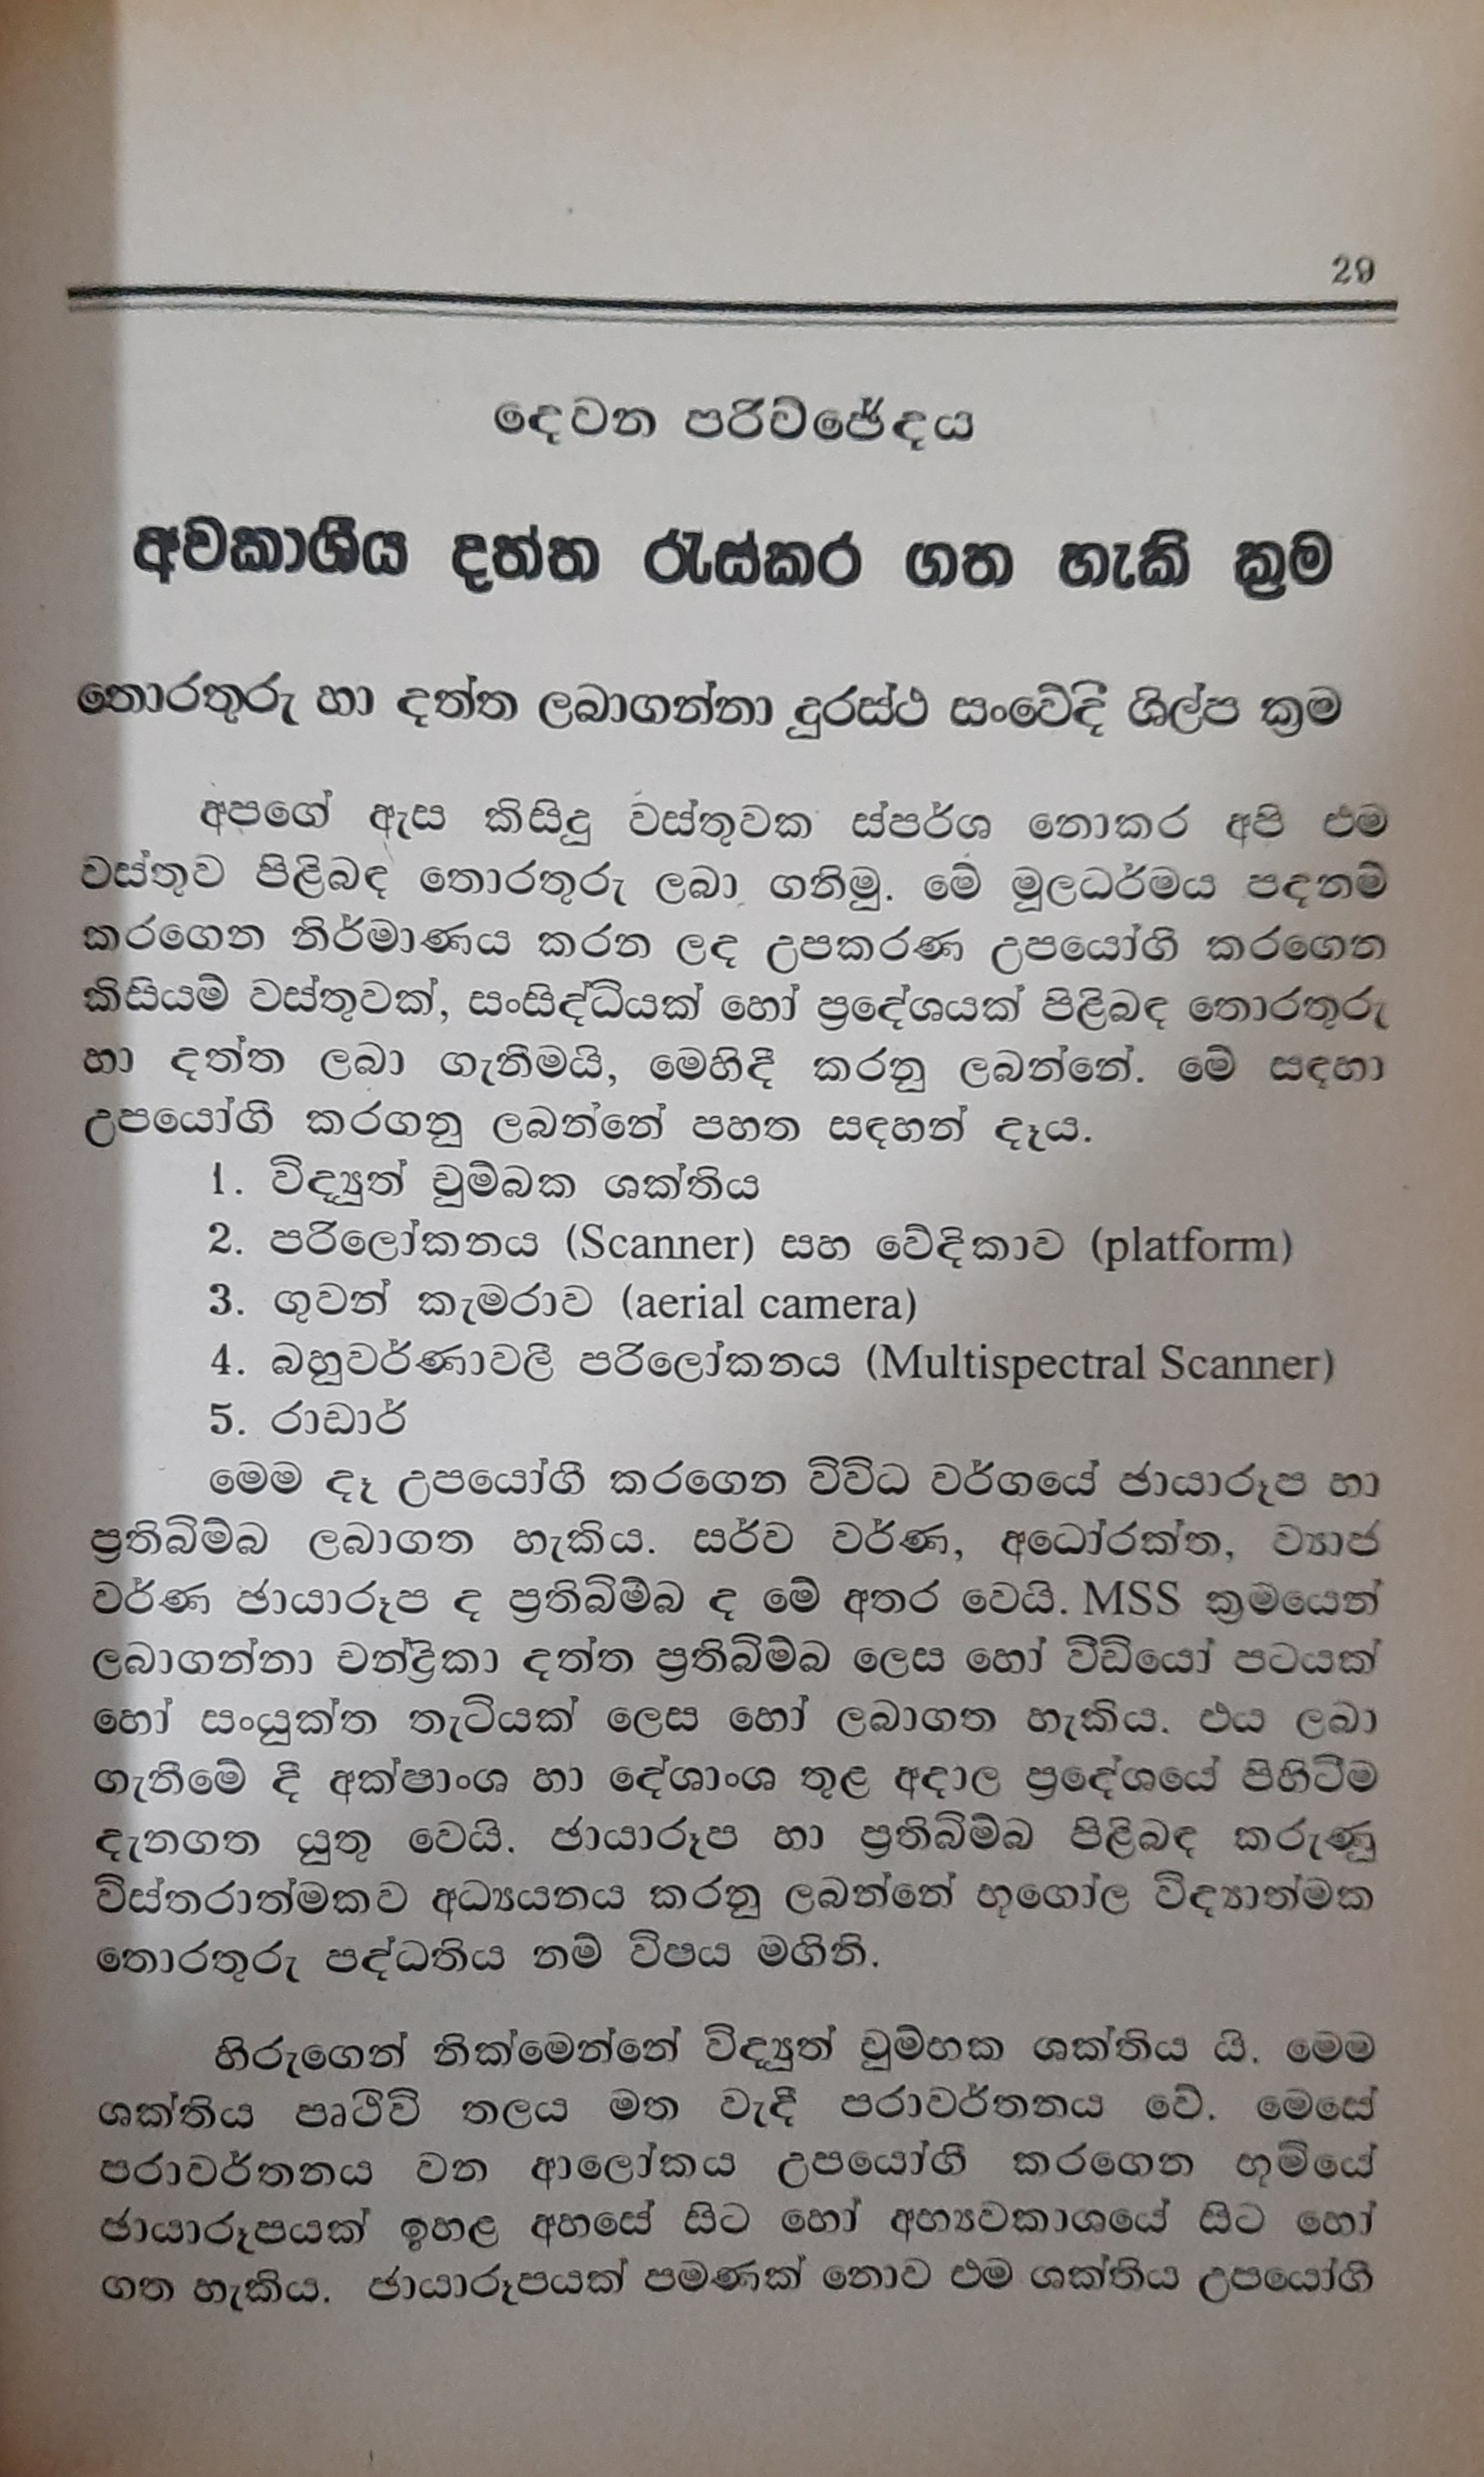 29
දෙවන පරිච්ඡේදය
අවකාශීය දත්ත රැස්කර ගත හැකි ක්‍රම
තොරතුරු හා දත්ත ලබාගන්නා දුරස්ථ සංවේදී ශිල්ප ක්‍රම
අපගේ ඇස කිසිදු වස්තුවක ස්පර්ශ නොකර අපි එම
වස්තුව පිළිබඳ තොරතුරු ලබා ගනිමු. මේ මූලධර්මය පදනම්
කරගෙන නිර්මාණය කරන ලද උපකරණ උපයෝගි කරගෙන
කිසියම් වස්තුවක්, සංසිද්ධියක් හෝ ප්‍රදේශයක් පිළිබඳ තොරතුරු
හා දත්ත ලබා ගැනීමයි, මෙහිදී කරනු ලබන්නේ. මේ සඳහා
උපයෝගී කරගනු ලබන්නේ පහත සඳහන් දෑය.
1. විද්‍යුත් චුම්බක ශක්තිය
2. පරිලෝකනය (Scanner) සහ වේදිකාව (platform)
3. ගුවන් කැමරාව (aerial camera)
4. බහුවර්ණාවලී පරිලෝකනය (Multispectral Scanner)
5. රාඩාර්
මෙම දෑ උපයෝගී කරගෙන විවිධ වර්ගයේ ඡායාරූප හා
ප්‍රතිබිම්බ ලබාගත හැකිය. සර්ව වර්ණ, අධෝරක්ත, ව්‍යාජ
වර්ණ ඡායාරූප ද ප්‍රතිබිම්බ ද මේ අතර වෙයි. MSS ක්‍රමයෙන්
ලබාගන්නා චන්ද්‍රිකා දත්ත ප්‍රතිබිම්බ ලෙස හෝ වීඩියෝ පටයක්
හෝ සංයුක්ත තැටියක් ලෙස හෝ ලබාගත හැකිය. එය ලබා
ගැනීමේ දී අක්ෂාංශ හා දේශාංශ තුළ අදාල ප්‍රදේශයේ පිහිටීම
දැනගත යුතු වෙයි. ඡායාරූප හා ප්‍රතිබිම්බ පිළිබඳ කරුණු
විස්තරාත්මකව අධ්‍යයනය කරනු ලබන්නේ භූගෝල විද්‍යාත්මක
තොරතුරු පද්ධතිය නම් විෂය මගිනි.
හිරුගෙන් නික්මෙන්නේ විද්‍යුත් චුම්භක ශක්තිය යි. මෙම
ශක්තිය පෘථිවි තලය මත වැදී පරාවර්තනය වේ. මෙසේ
පරාවර්තනය වන ආලෝකය උපයෝගී කරගෙන භූමියේ
ඡායාරූපයක් ඉහළ අහසේ සිට හෝ අභ්‍යවකාශයේ සිට හෝ
ගත හැකිය. ඡායාරූපයක් පමණක් නොව එම ශක්තිය උපයෝගී